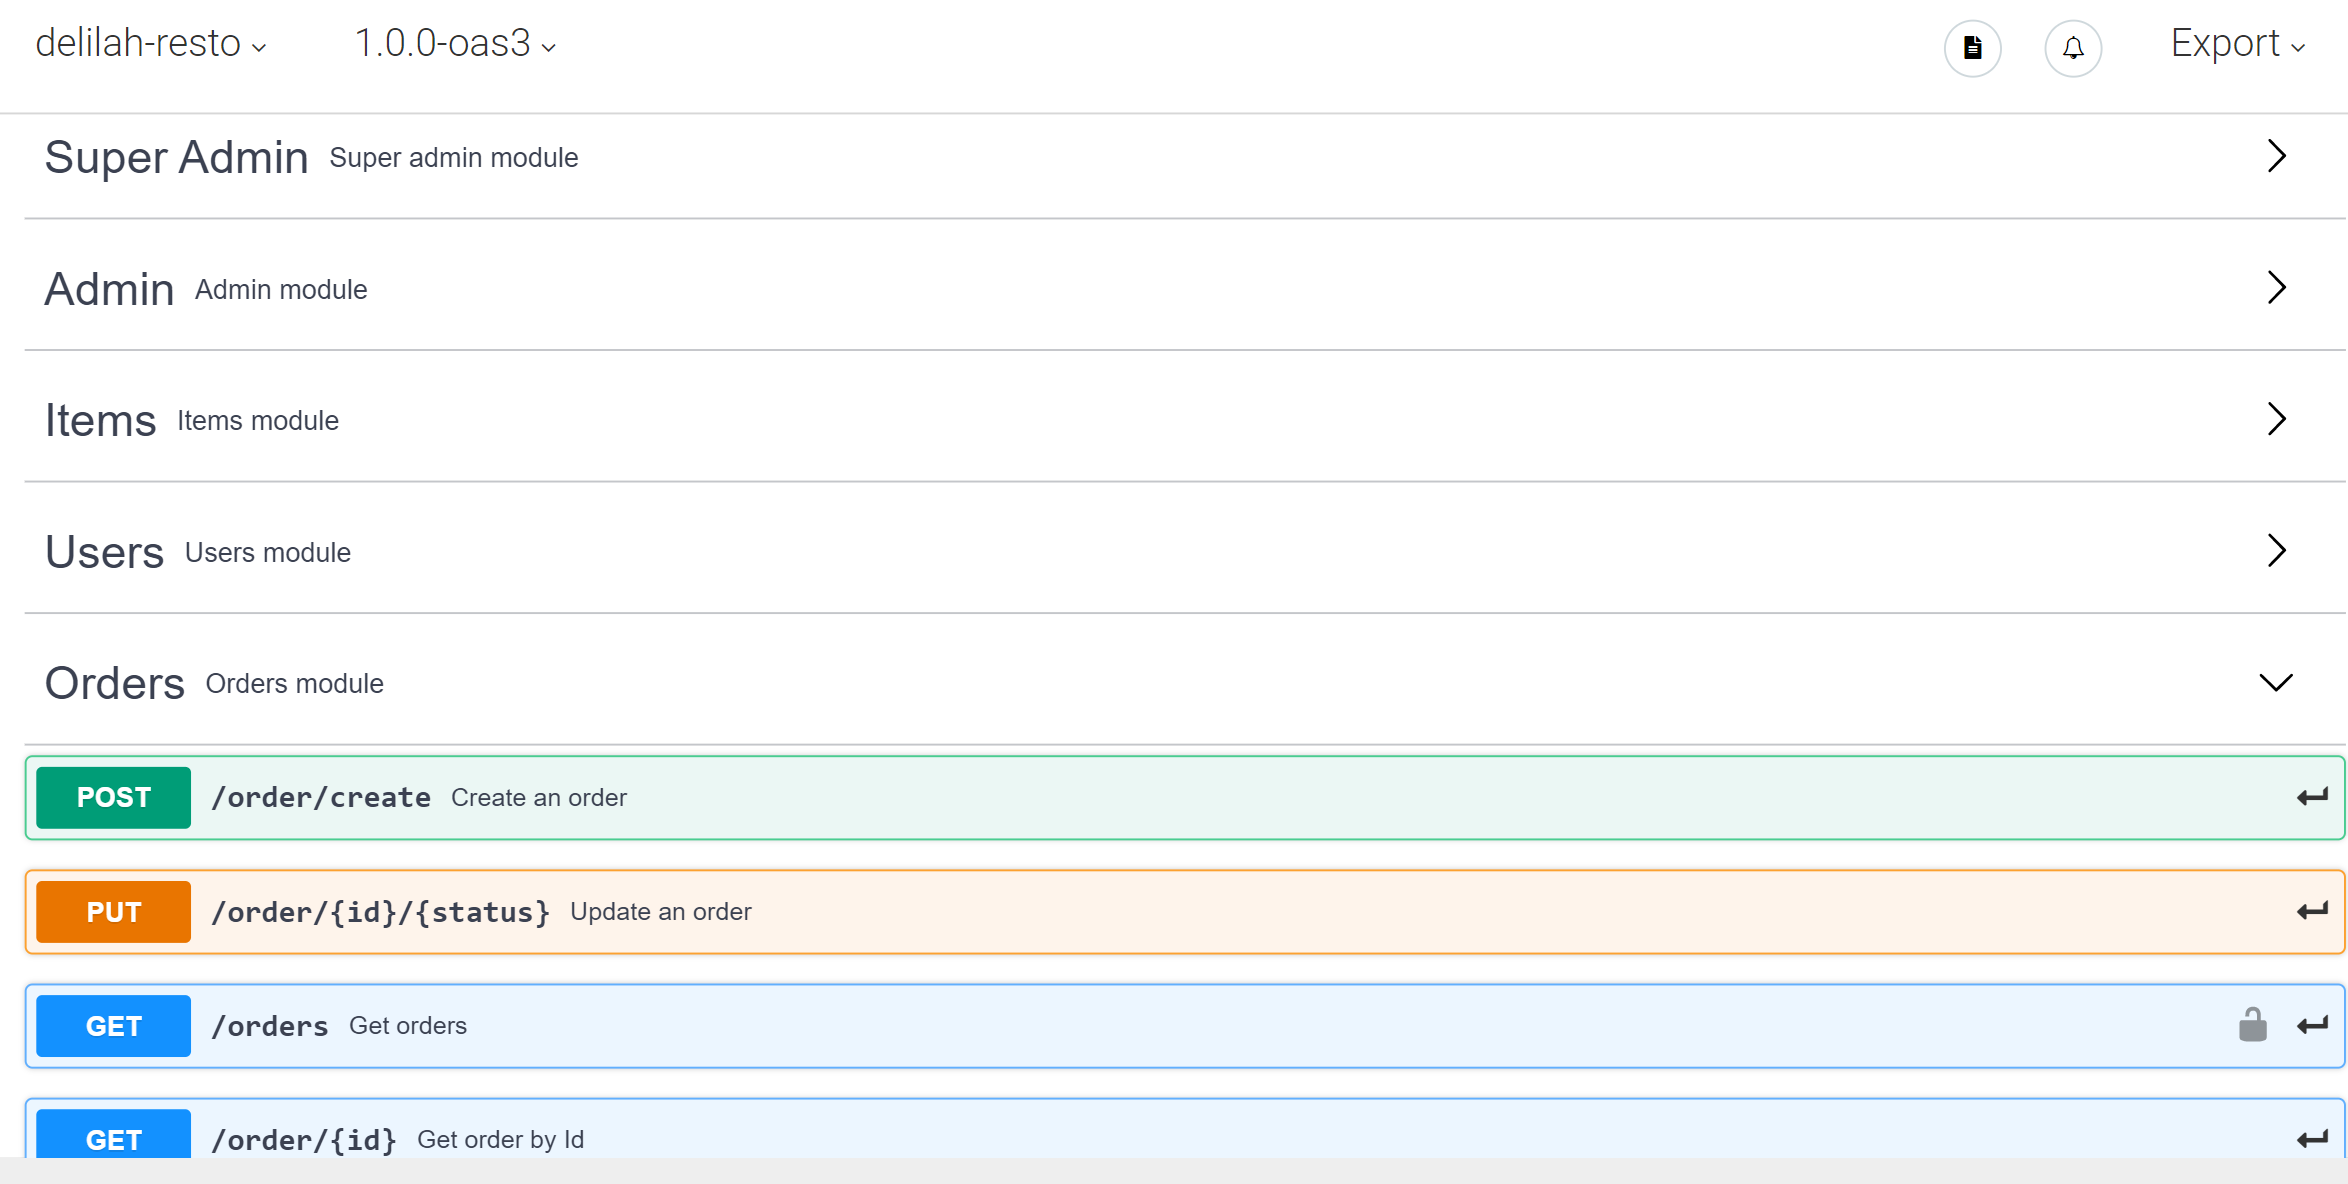 delilah-resto 1.0.0-oas3 Export
Super Admin Super admin module
Admin Admin module
Items Items module
Users Users module
Orders Orders module
POST /order/create Create an order
PUT /order/{id}/{status} Update an order
GET /orders Get orders
GET /order/{id} Get order by Id